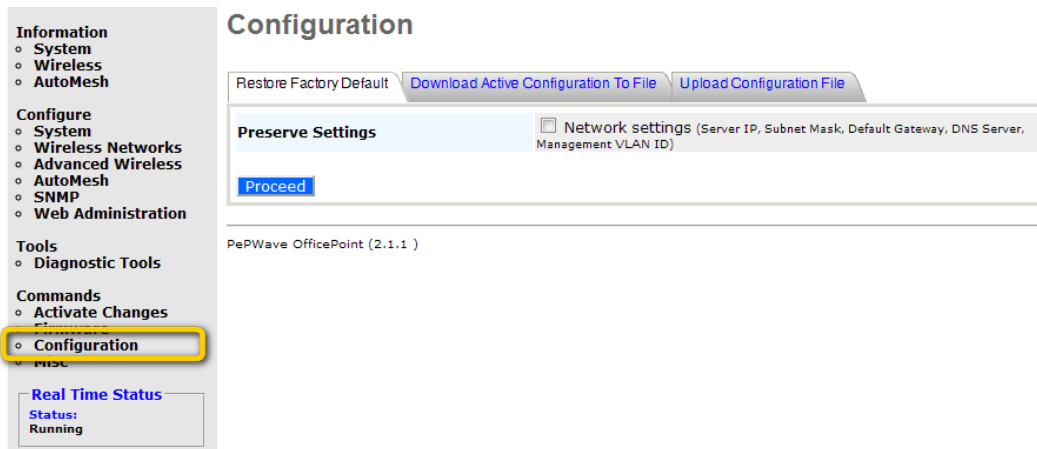 Information
System
Wireless
AutoMesh
Configure
System
Wireless Networks
Advanced Wireless
AutoMesh
SNMP
Web Administration
Tools
Diagnostic Tools
Commands
Activate Changes
Firmware
Configuration
Misc
Real Time Status
Status:
Running
Configuration
Restore Factory Default Download Active Configuration To File Upload Configuration File
Preserve Settings
Network settings (Server IP, Subnet Mask, Default Gateway, DNS Server,
Management VLAN ID)
Proceed
PePWave OfficePoint (2.1.1 )